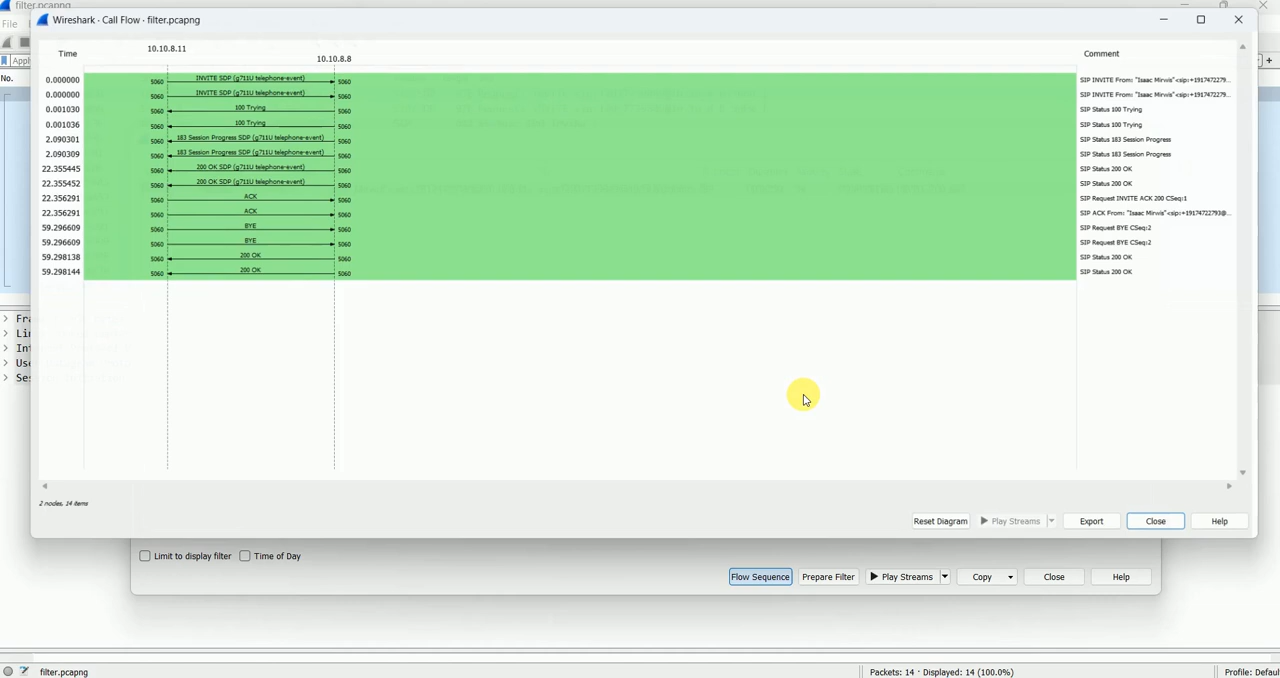 filter.pcapng
Wireshark · Call Flow · filter.pcapng
File
Appl
No.
Time 10.10.8.11 10.10.8.8 Comment
0.000000 5060 INVITE SDP (g711U telephone-event) 5060 SIP INVITE From: "Isaac Mirwis"<sip:+1917472279...
0.000000 5060 INVITE SDP (g711U telephone-event) 5060 SIP INVITE From: "Isaac Mirwis"<sip:+1917472279...
0.001030 5060 100 Trying 5060 SIP Status 100 Trying
0.001036 5060 100 Trying 5060 SIP Status 100 Trying
2.090301 5060 183 Session Progress SDP (g711U telephone-event) 5060 SIP Status 183 Session Progress
2.090309 5060 183 Session Progress SDP (g711U telephone-event) 5060 SIP Status 183 Session Progress
22.355445 5060 200 OK SDP (g711U telephone-event) 5060 SIP Status 200 OK
22.355452 5060 200 OK SDP (g711U telephone-event) 5060 SIP Status 200 OK
22.356291 5060 ACK 5060 SIP Request INVITE ACK 200 CSeq:1
22.356291 5060 ACK 5060 SIP ACK From: "Isaac Mirwis"<sip:+19174722793@...
59.296609 5060 BYE 5060 SIP Request BYE CSeq:2
59.296609 5060 BYE 5060 SIP Request BYE CSeq:2
59.298138 5060 200 OK 5060 SIP Status 200 OK
59.298144 5060 200 OK 5060 SIP Status 200 OK
Fra
Lin
Int
Use
Ses
2 nodes, 14 items
Reset Diagram Play Streams Export Close Help
Limit to display filter Time of Day
Flow Sequence Prepare Filter Play Streams Copy Close Help
filter.pcapng Packets: 14 · Displayed: 14 (100.0%) Profile: Defaul